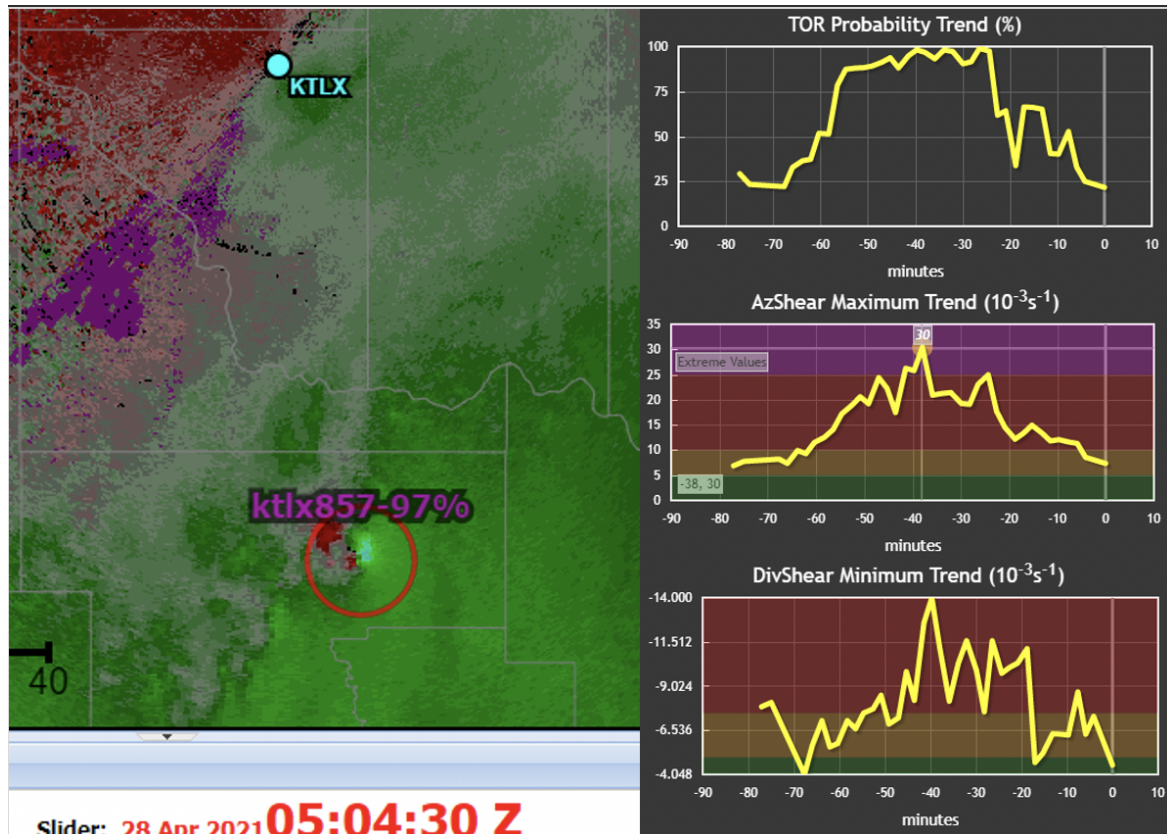 KTLX
ktlx857-97%
40
Slider: 28 Apr 2021 05:04:30 Z
TOR Probability Trend (%)
100
75
50
25
0
-90 -80 -70 -60 -50 -40 -30 -20 -10 0 10
minutes
AzShear Maximum Trend (10⁻³s⁻¹)
35
30
25
20
15
10
5
0
30
Extreme Values
-38, 30
-90 -80 -70 -60 -50 -40 -30 -20 -10 0 10
minutes
DivShear Minimum Trend (10⁻³s⁻¹)
-14.000
-11.512
-9.024
-6.536
-4.048
-90 -80 -70 -60 -50 -40 -30 -20 -10 0 10
minutes